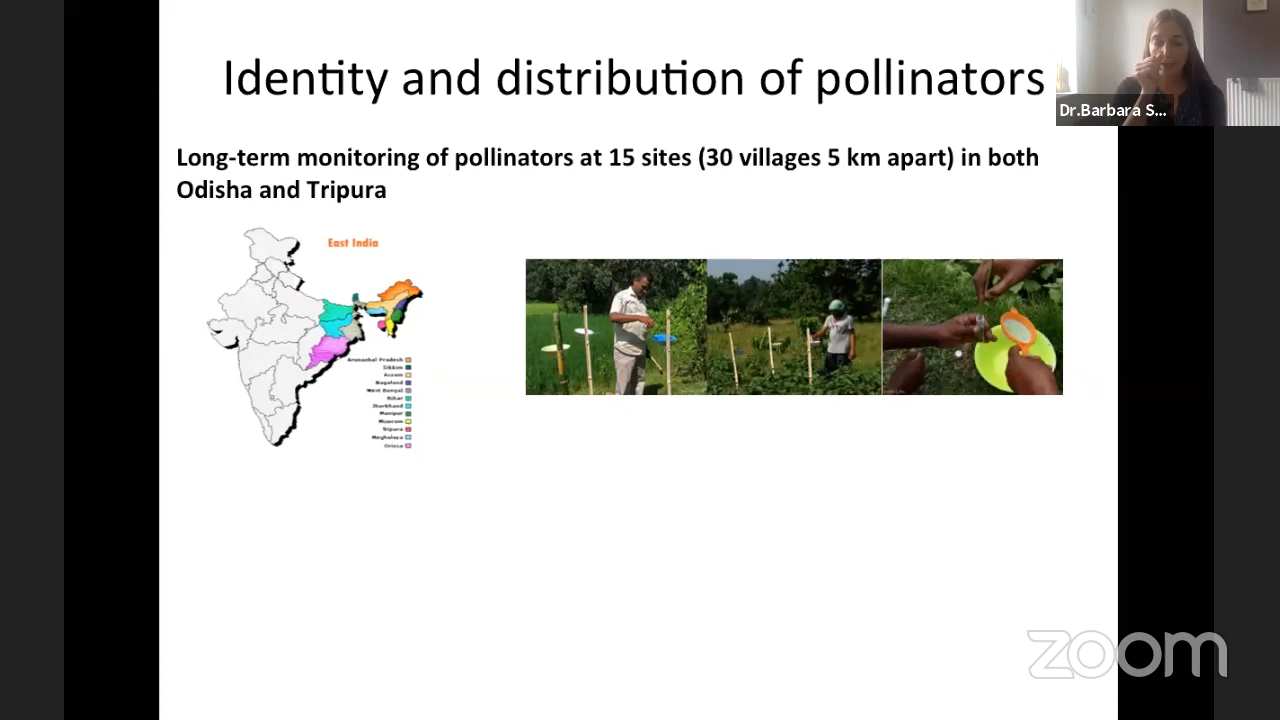 Identity and distribution of pollinators
Dr.Barbara S...
Long-term monitoring of pollinators at 15 sites (30 villages 5 km apart) in both
Odisha and Tripura
East India
Arunachal Pradesh
Sikkim
Assam
Nagaland
West Bengal
Bihar
Jharkhand
Manipur
Mizoram
Tripura
Meghalaya
Orissa
zoom